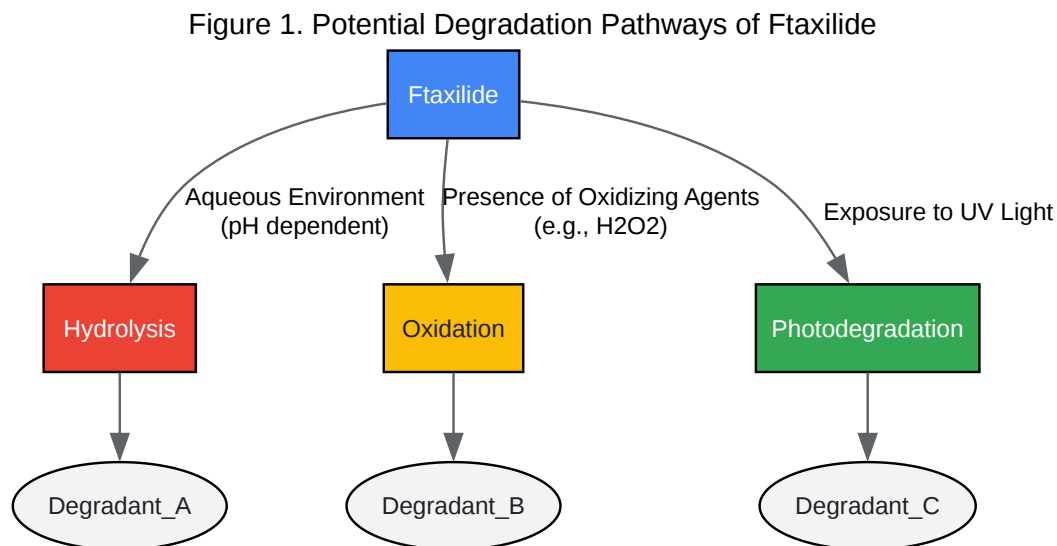 Figure 1. Potential Degradation Pathways of Ftaxilide
Ftaxilide
Aqueous Environment
(pH dependent)
Presence of Oxidizing Agents
(e.g., H2O2)
Exposure to UV Light
Hydrolysis
Oxidation
Photodegradation
Degradant_A
Degradant_B
Degradant_C